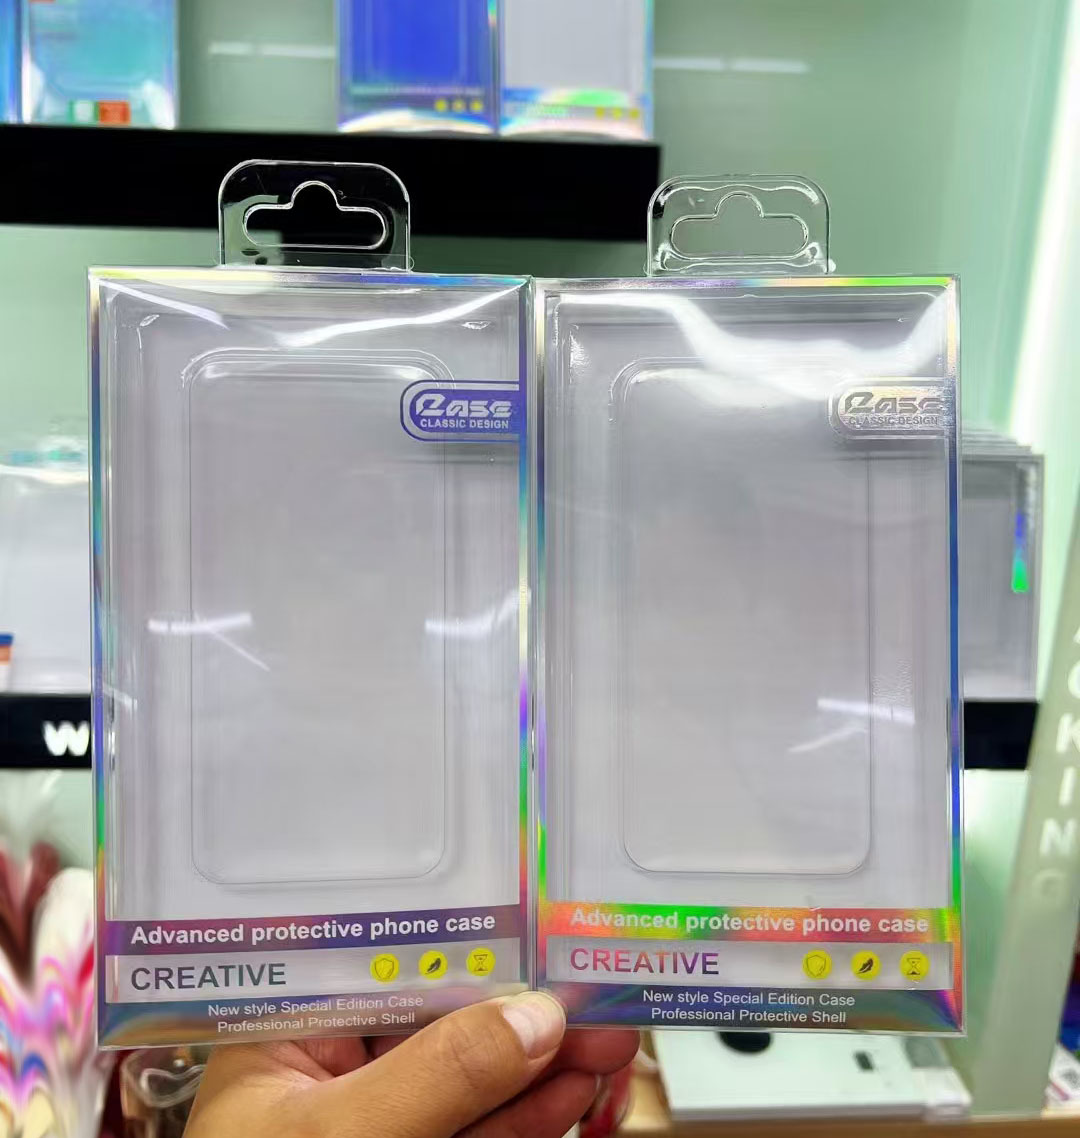 Case
CLASSIC DESIGN
Advanced protective phone case
CREATIVE
New style Special Edition Case
Professional Protective Shell
Case
CLASSIC DESIGN
Advanced protective phone case
CREATIVE
New style Special Edition Case
Professional Protective Shell
W
CKING